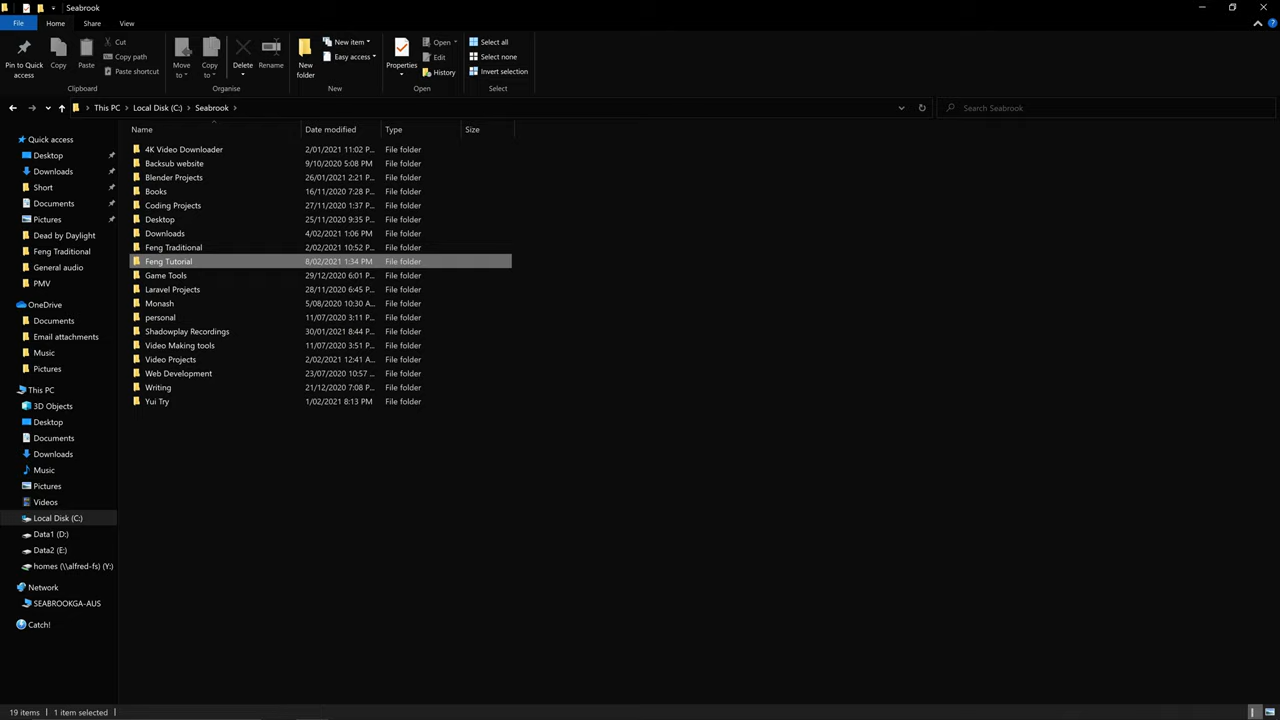 Seabrook
File Home Share View
Pin to Quick access
Copy
Paste
Cut
Copy path
Paste shortcut
Clipboard
Move to
Copy to
Delete
Rename
Organise
New folder
New item
Easy access
New
Properties
Open
Edit
History
Open
Select all
Select none
Invert selection
Select
This PC > Local Disk (C:) > Seabrook >
Search Seabrook
Quick access
Desktop
Downloads
Short
Documents
Pictures
Dead by Daylight
Feng Traditional
General audio
PMV
OneDrive
Documents
Email attachments
Music
Pictures
This PC
3D Objects
Desktop
Documents
Downloads
Music
Pictures
Videos
Local Disk (C:)
Data1 (D:)
Data2 (E:)
homes (\\alfred-fs) (Y:)
Network
SEABROOKGA-AUS
Catch!
Name Date modified Type Size
4K Video Downloader 2/01/2021 11:02 P... File folder
Backsub website 9/10/2020 5:08 PM File folder
Blender Projects 26/01/2021 2:21 P... File folder
Books 16/11/2020 7:28 P... File folder
Coding Projects 27/11/2020 1:37 P... File folder
Desktop 25/11/2020 9:35 P... File folder
Downloads 4/02/2021 1:06 PM File folder
Feng Traditional 2/02/2021 10:52 P... File folder
Feng Tutorial 8/02/2021 1:34 PM File folder
Game Tools 29/12/2020 6:01 P... File folder
Laravel Projects 28/11/2020 6:45 P... File folder
Monash 5/08/2020 10:30 A... File folder
personal 11/07/2020 3:11 P... File folder
Shadowplay Recordings 30/01/2021 8:44 P... File folder
Video Making tools 11/07/2020 3:51 P... File folder
Video Projects 2/02/2021 12:41 A... File folder
Web Development 23/07/2020 10:57 ... File folder
Writing 21/12/2020 7:08 P... File folder
Yui Try 1/02/2021 8:13 PM File folder
19 items 1 item selected